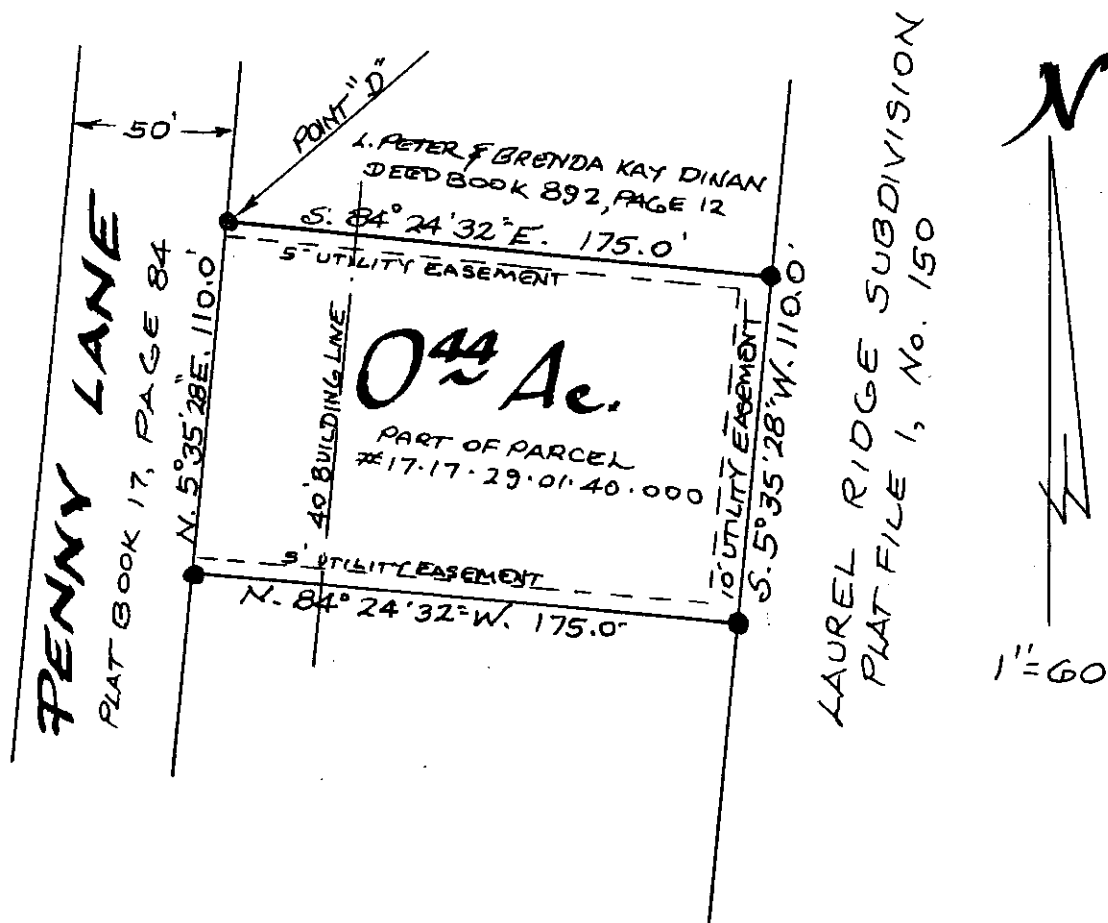 N
50'
POINT "D"
L. PETER & BRENDA KAY DINAN
DEED BOOK 892, PAGE 12
S. 84° 24' 32" E. 175.0'
5' UTILITY EASEMENT
PENNY LANE
PLAT BOOK 17, PAGE 84
N. 5° 35' 28" E. 110.0'
40' BUILDING LINE
0.44 Ac.
PART OF PARCEL
#17-17-29-01-40.000
10' UTILITY EASEMENT
S. 5° 35' 28" W. 110.0'
5' UTILITY EASEMENT
N. 84° 24' 32" W. 175.0'
LAUREL RIDGE SUBDIVISION
PLAT FILE 1, No. 150
1"=60